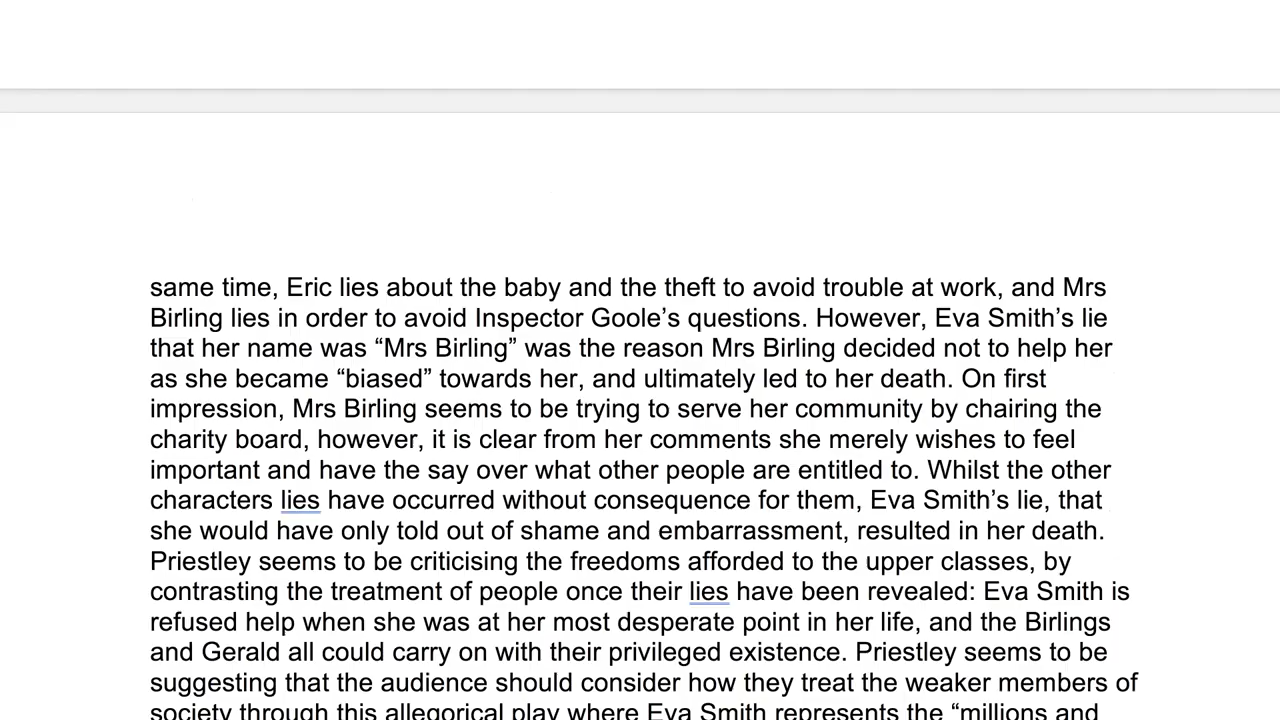 same time, Eric lies about the baby and the theft to avoid trouble at work, and Mrs
Birling lies in order to avoid Inspector Goole’s questions. However, Eva Smith’s lie
that her name was “Mrs Birling” was the reason Mrs Birling decided not to help her
as she became “biased” towards her, and ultimately led to her death. On first
impression, Mrs Birling seems to be trying to serve her community by chairing the
charity board, however, it is clear from her comments she merely wishes to feel
important and have the say over what other people are entitled to. Whilst the other
characters lies have occurred without consequence for them, Eva Smith’s lie, that
she would have only told out of shame and embarrassment, resulted in her death.
Priestley seems to be criticising the freedoms afforded to the upper classes, by
contrasting the treatment of people once their lies have been revealed: Eva Smith is
refused help when she was at her most desperate point in her life, and the Birlings
and Gerald all could carry on with their privileged existence. Priestley seems to be
suggesting that the audience should consider how they treat the weaker members of
society through this allegorical play where Eva Smith represents the “millions and